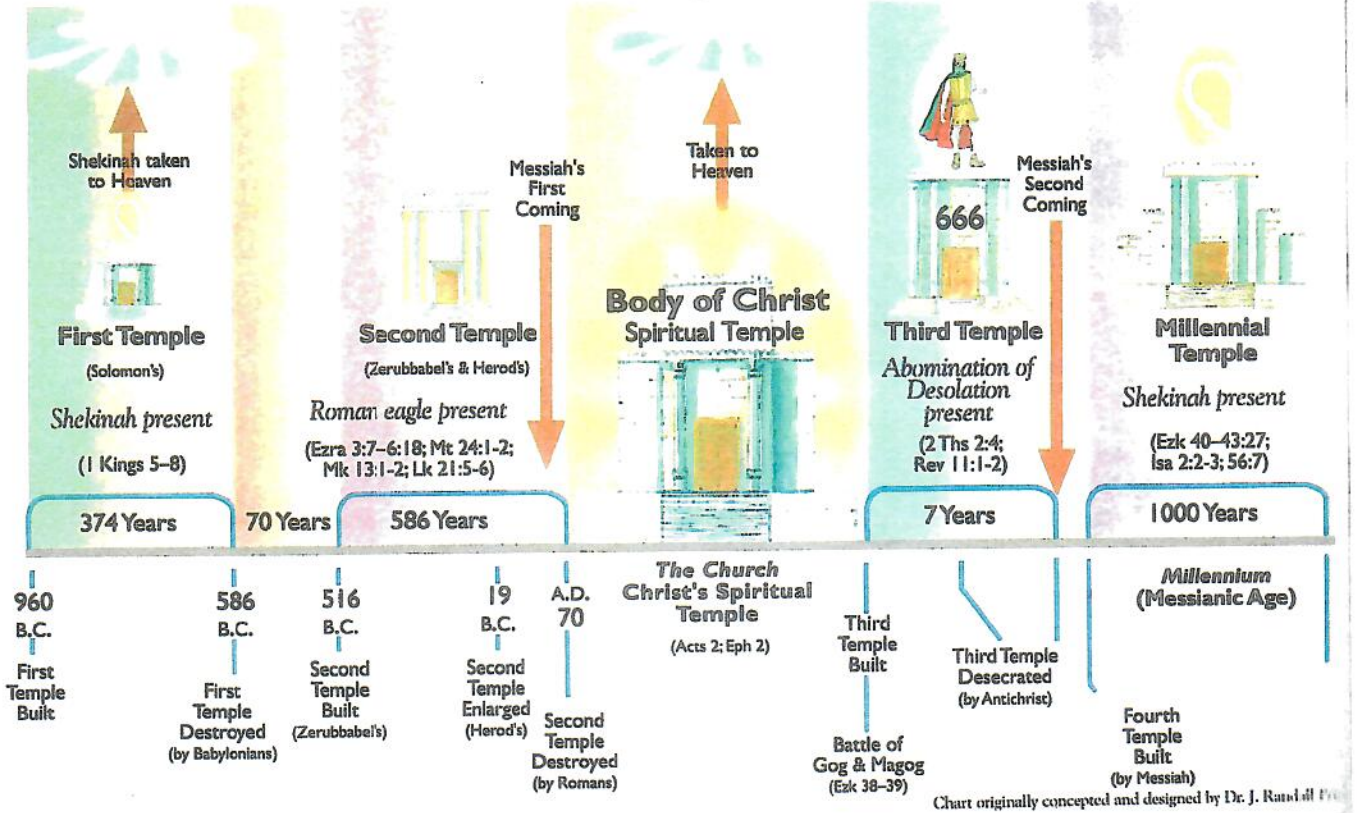 Shekinah taken
to Heaven
First Temple
(Solomon's)
Shekinah present
(1 Kings 5–8)
374 Years
70 Years
Second Temple
(Zerubbabel's & Herod's)
Roman eagle present
(Ezra 3:7–6:18; Mt 24:1-2;
Mk 13:1-2; Lk 21:5-6)
586 Years
Messiah's
First
Coming
Taken to
Heaven
Body of Christ
Spiritual Temple
666
Third Temple
Abomination of
Desolation
present
(2 Ths 2:4;
Rev 11:1-2)
7 Years
Messiah's
Second
Coming
Millennial
Temple
Shekinah present
(Ezk 40–43:27;
Isa 2:2-3; 56:7)
1000 Years
960
B.C.
First
Temple
Built
586
B.C.
First
Temple
Destroyed
(by Babylonians)
516
B.C.
Second
Temple
Built
(Zerubbabel's)
19
B.C.
Second
Temple
Enlarged
(Herod's)
A.D.
70
Second
Temple
Destroyed
(by Romans)
The Church
Christ's Spiritual
Temple
(Acts 2; Eph 2)
Third
Temple
Built
Battle of
Gog & Magog
(Ezk 38–39)
Third Temple
Desecrated
(by Antichrist)
Millennium
(Messianic Age)
Fourth
Temple
Built
(by Messiah)
Chart originally concepted and designed by Dr. J. Randall